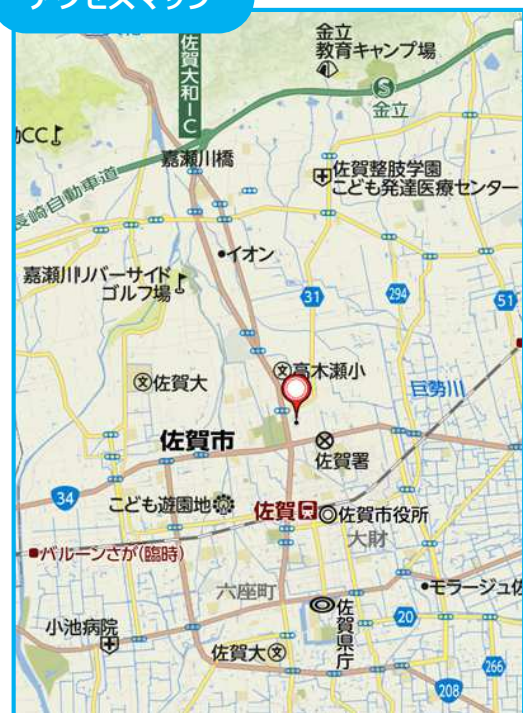 アクセスマップ
金立
教育キャンプ場
佐賀大和IC
金立
嘉瀬川橋
佐賀整肢学園
こども発達医療センター
長崎自動車道
イオン
嘉瀬川リバーサイド
ゴルフ場
31
294
51
高木瀬小
佐賀大
巨勢川
佐賀市
佐賀署
34
こども遊園地
佐賀
佐賀市役所
大財
バルーンさが(臨時)
六座町
モラージュ佐
小池病院
佐賀県庁
20
佐賀大
266
208